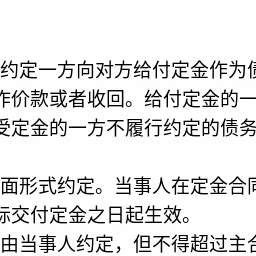 约定一方向对方给付定金作为债
作价款或者收回。给付定金的一
受定金的一方不履行约定的债务
面形式约定。当事人在定金合同
际交付定金之日起生效。
由当事人约定，但不得超过主合